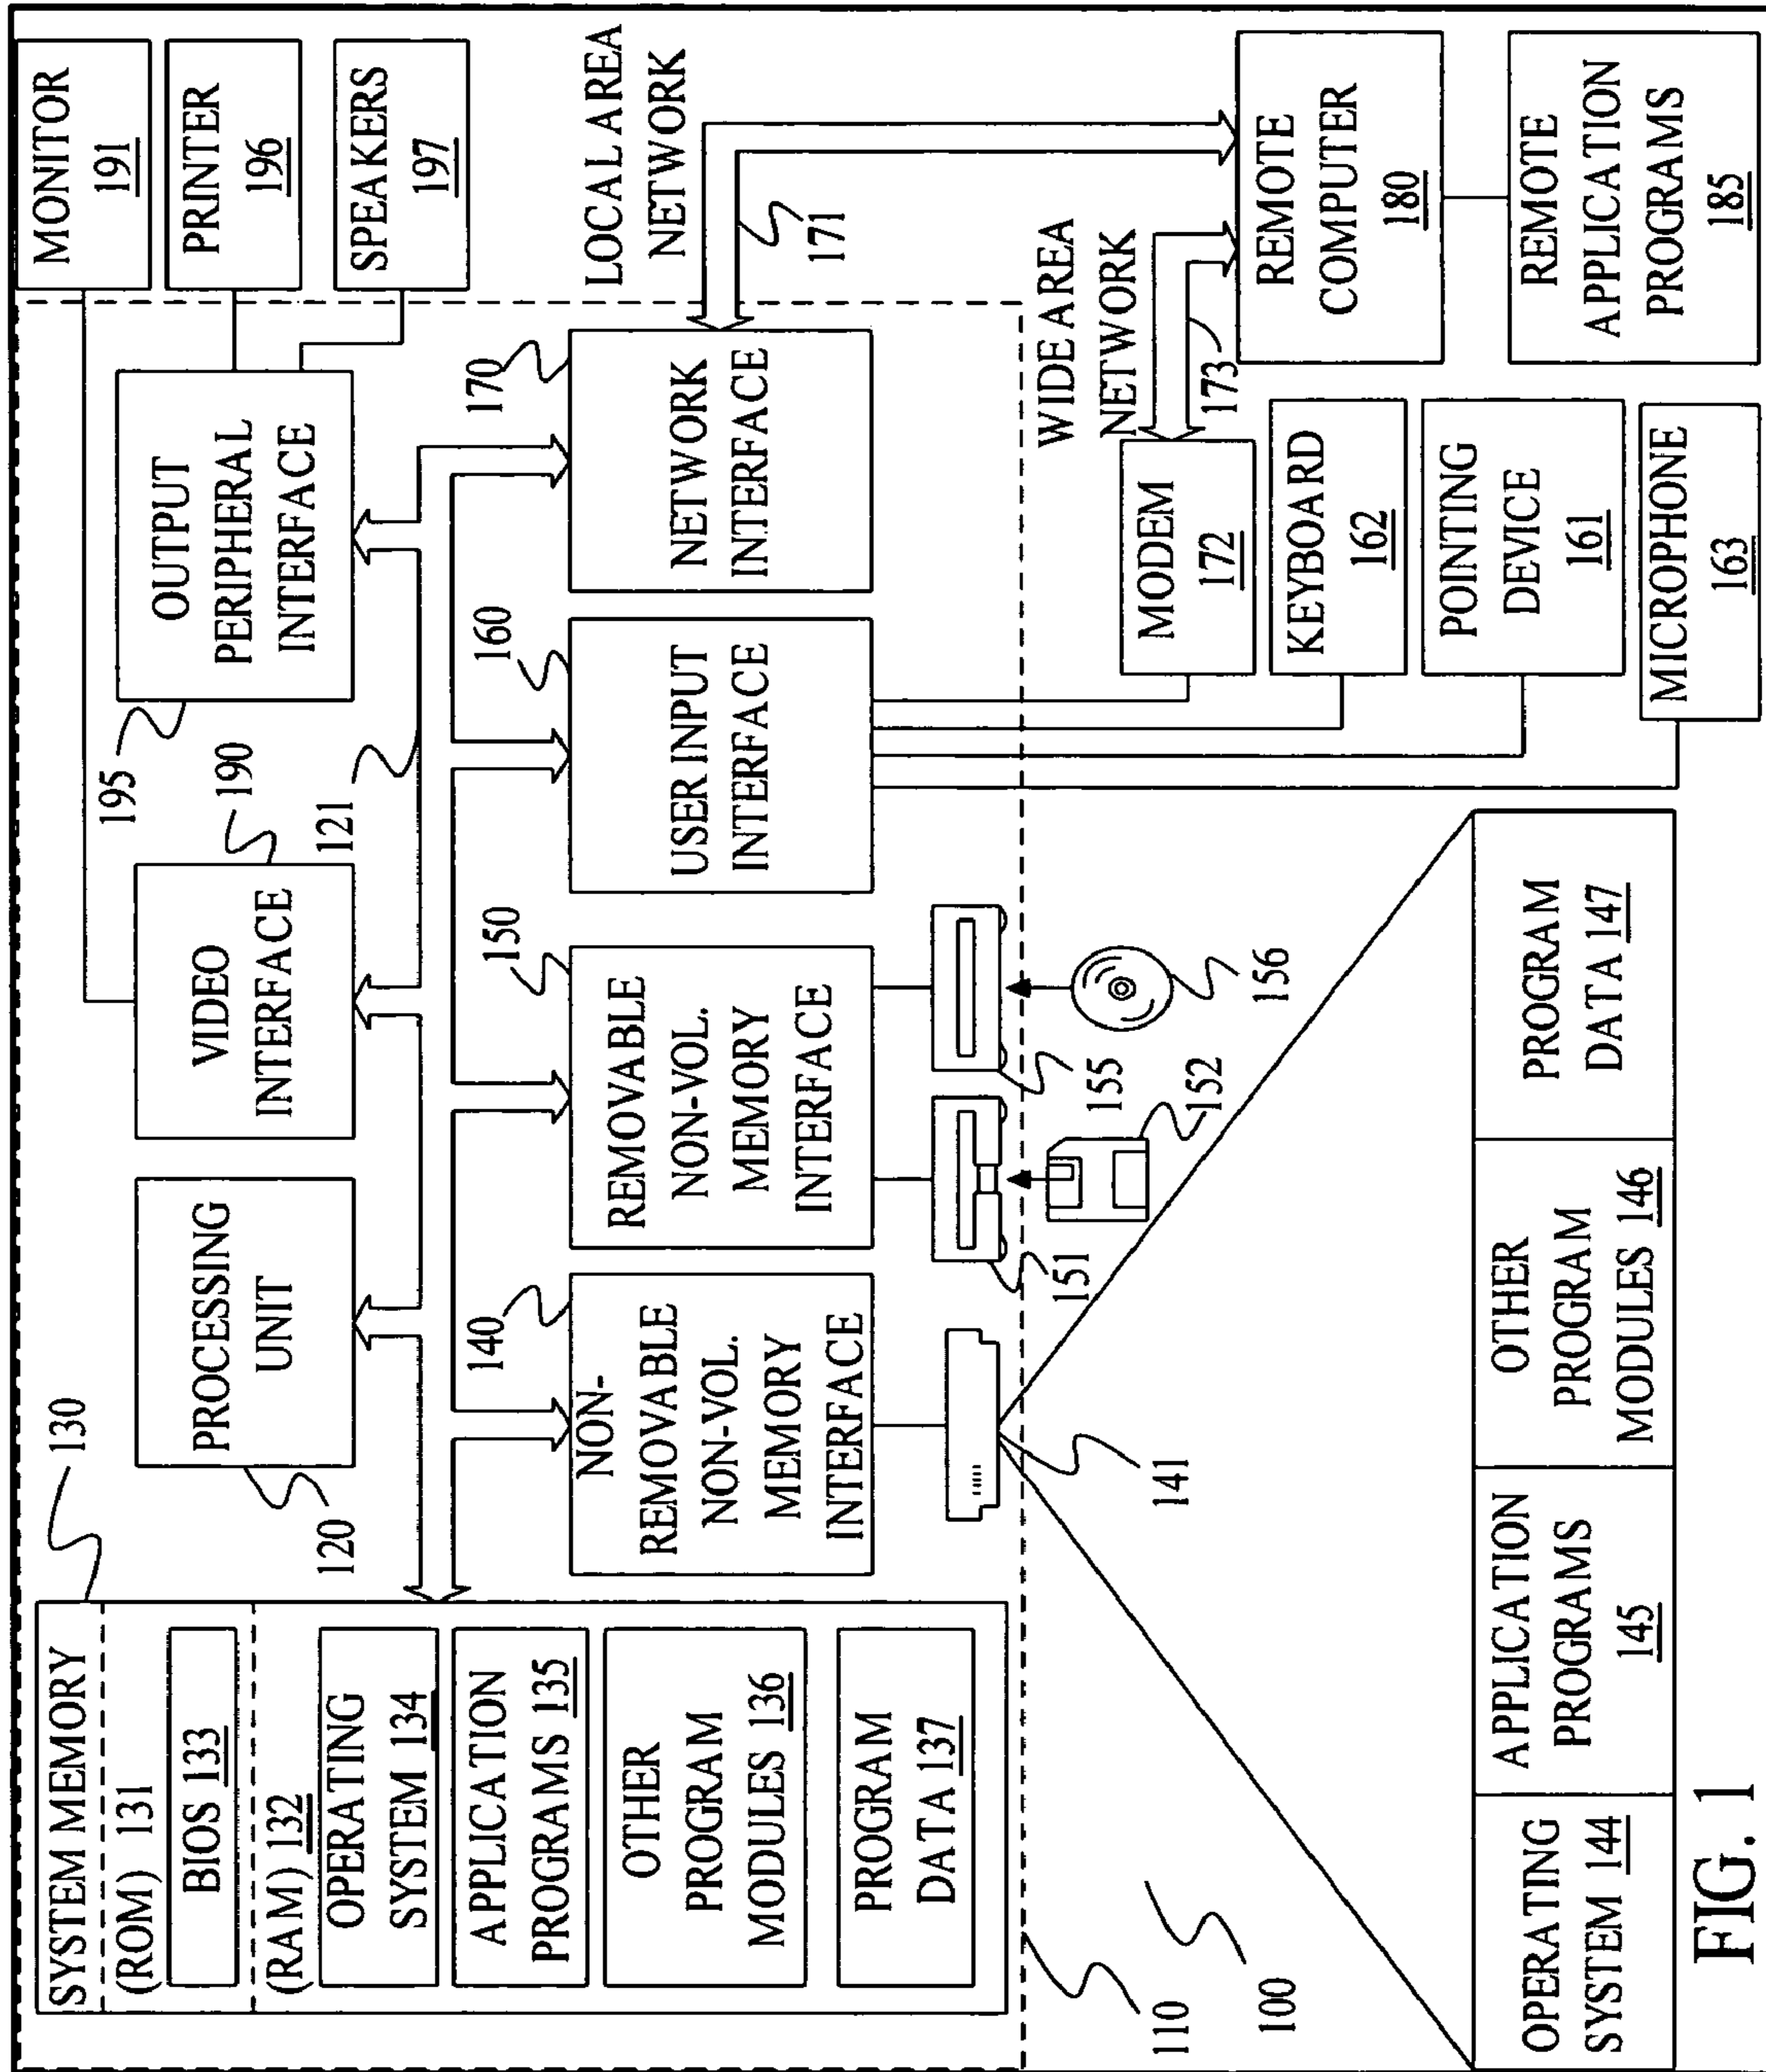 SYSTEM MEMORY
(ROM) 131
BIOS 133
(RAM) 132
OPERATING
SYSTEM 134
APPLICATION
PROGRAMS 135
OTHER
PROGRAM
MODULES 136
PROGRAM
DATA 137
130
120
PROCESSING
UNIT
190
VIDEO
INTERFACE
121
195
OUTPUT
PERIPHERAL
INTERFACE
MONITOR
191
PRINTER
196
SPEAKERS
197
140
NON-
REMOVABLE
NON-VOL.
MEMORY
INTERFACE
150
REMOVABLE
NON-VOL.
MEMORY
INTERFACE
160
USER INPUT
INTERFACE
170
NETWORK
INTERFACE
LOCAL AREA
NETWORK
171
141
151
152
155
156
WIDE AREA
NETWORK
173
MODEM
172
KEYBOARD
162
POINTING
DEVICE
161
MICROPHONE
163
REMOTE
COMPUTER
180
REMOTE
APPLICATION
PROGRAMS
185
110
100
OPERATING
SYSTEM 144
APPLICATION
PROGRAMS
145
OTHER
PROGRAM
MODULES 146
PROGRAM
DATA 147
FIG. 1